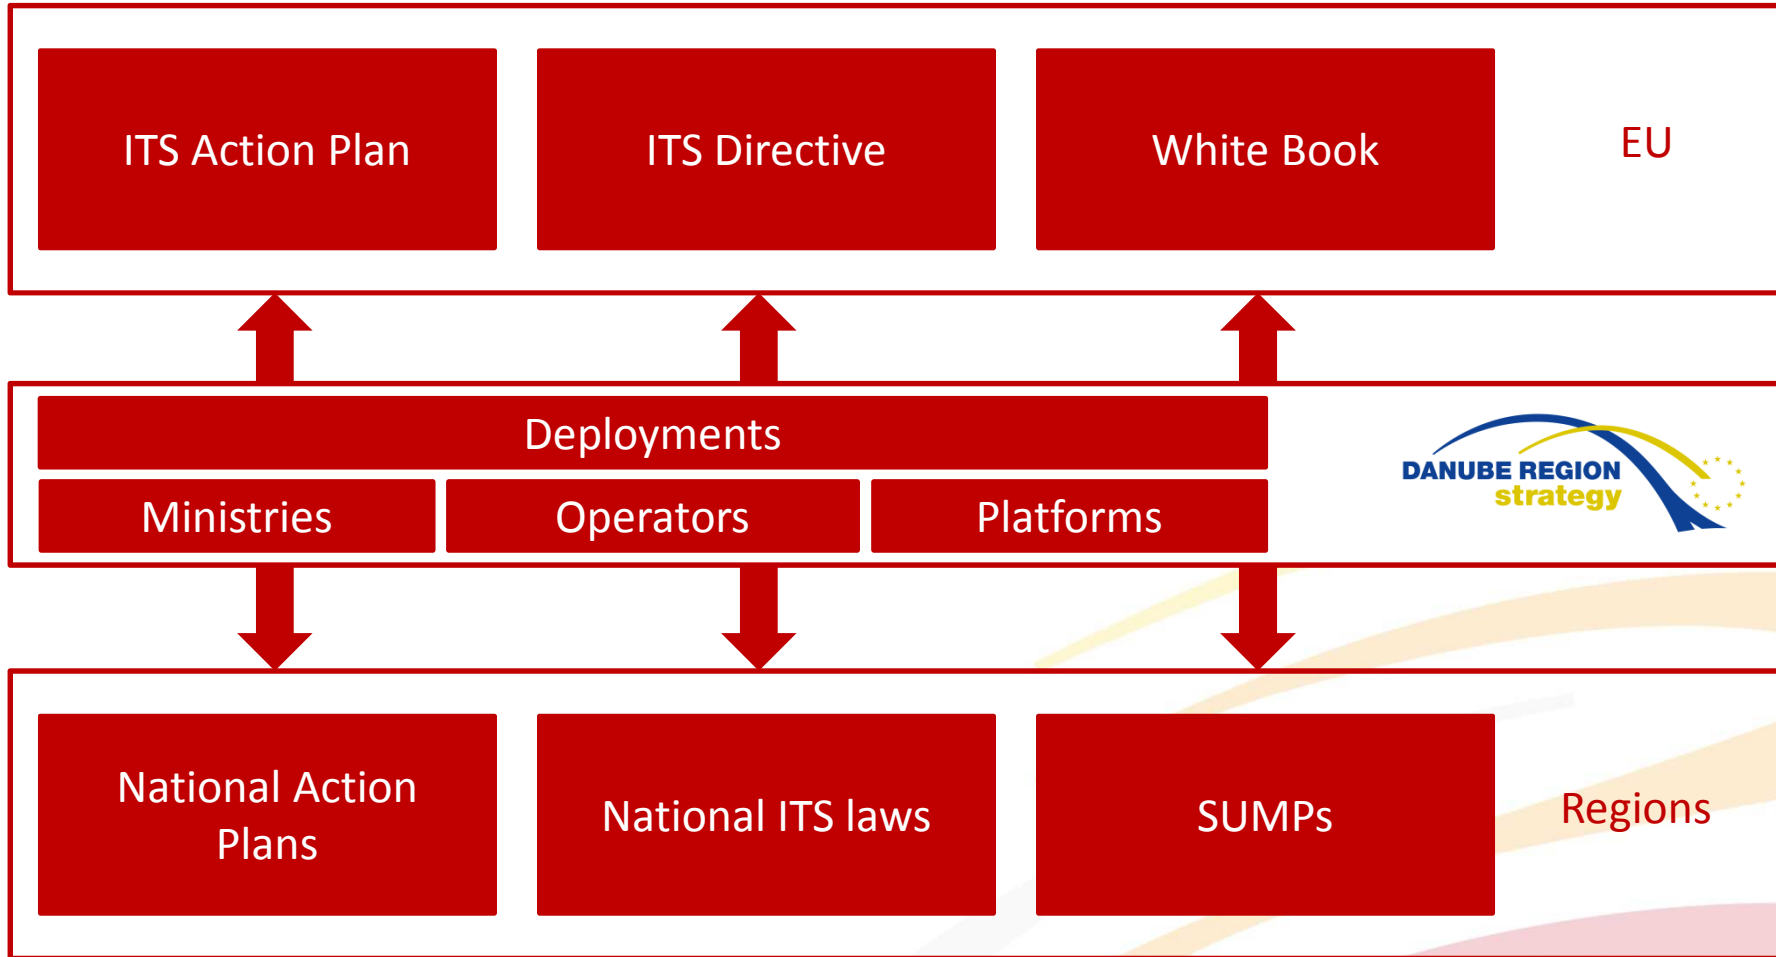 ITS Action Plan
ITS Directive
White Book
EU
Deployments
Ministries
Operators
Platforms
DANUBE REGION
strategy
National Action
Plans
National ITS laws
SUMPs
Regions